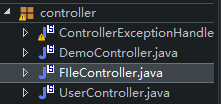 controller
ControllerExceptionHandle
DemoController.java
FIleController.java
UserController.java